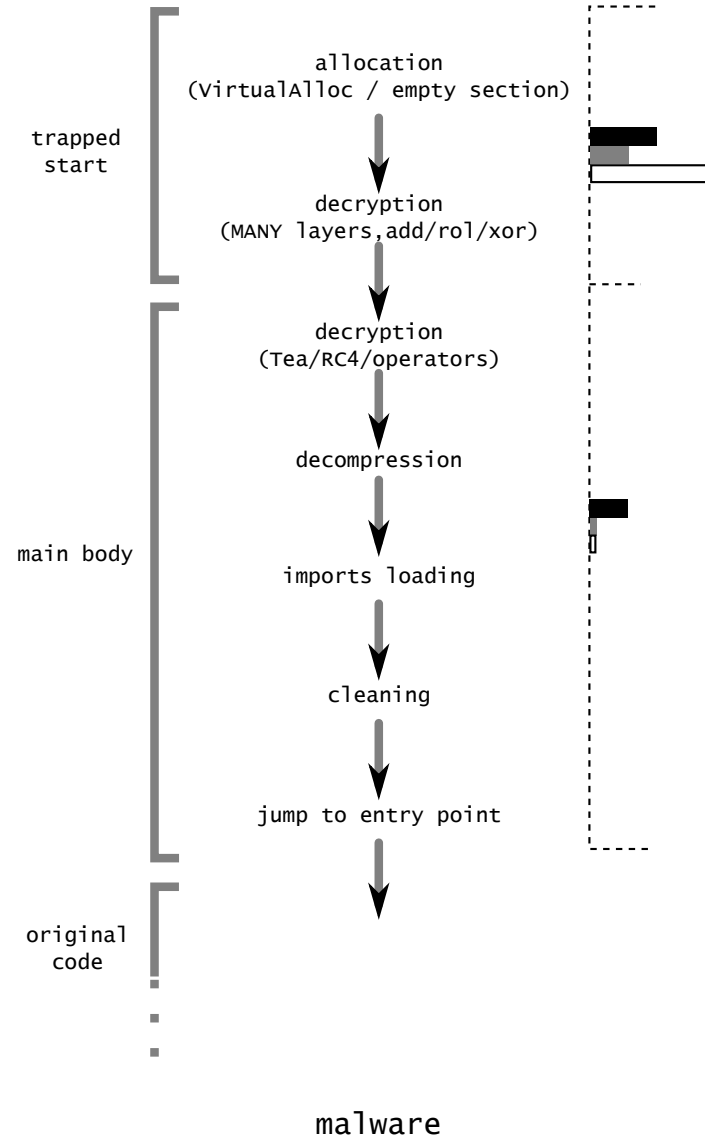 allocation
(VirtualAlloc / empty section)
trapped
start
decryption
(MANY layers,add/rol/xor)
decryption
(Tea/RC4/operators)
decompression
main body
imports loading
cleaning
jump to entry point
original
code
malware